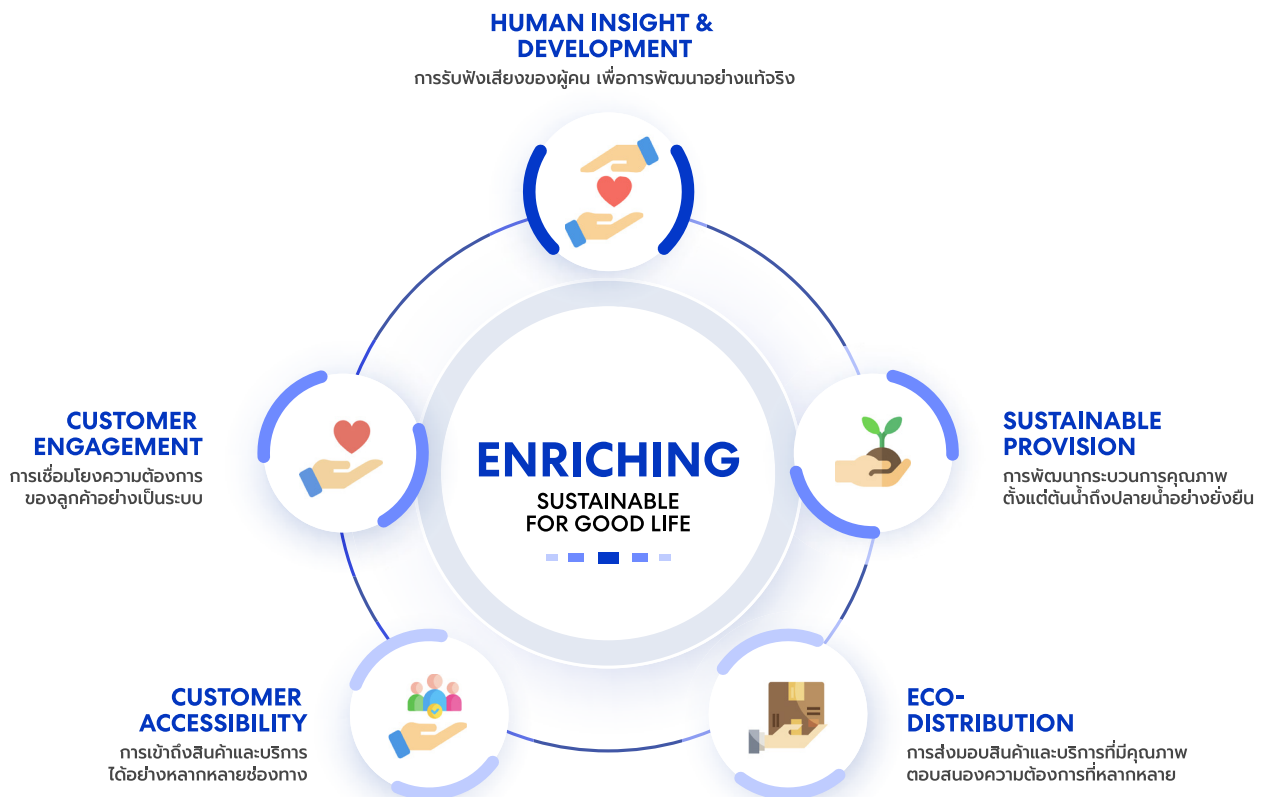 HUMAN INSIGHT &
DEVELOPMENT
การรับฟังเสียงของผู้คน เพื่อการพัฒนาอย่างแท้จริง
CUSTOMER
ENGAGEMENT
การเชื่อมโยงความต้องการ
ของลูกค้าอย่างเป็นระบบ
ENRICHING
SUSTAINABLE
FOR GOOD LIFE
SUSTAINABLE
PROVISION
การพัฒนากระบวนการคุณภาพ
ตั้งแต่ต้นน้ำถึงปลายน้ำอย่างยั่งยืน
CUSTOMER
ACCESSIBILITY
การเข้าถึงสินค้าและบริการ
ได้อย่างหลากหลายช่องทาง
ECO-
DISTRIBUTION
การส่งมอบสินค้าและบริการที่มีคุณภาพ
ตอบสนองความต้องการที่หลากหลาย